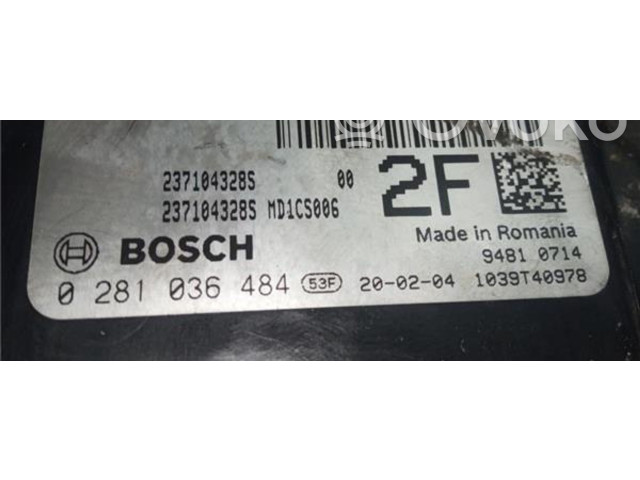 237104328S 00
237104328S MD1CS006
2F
Made in Romania
BOSCH
9481 0714
0 281 036 484 53F 20-02-04 1039T40978